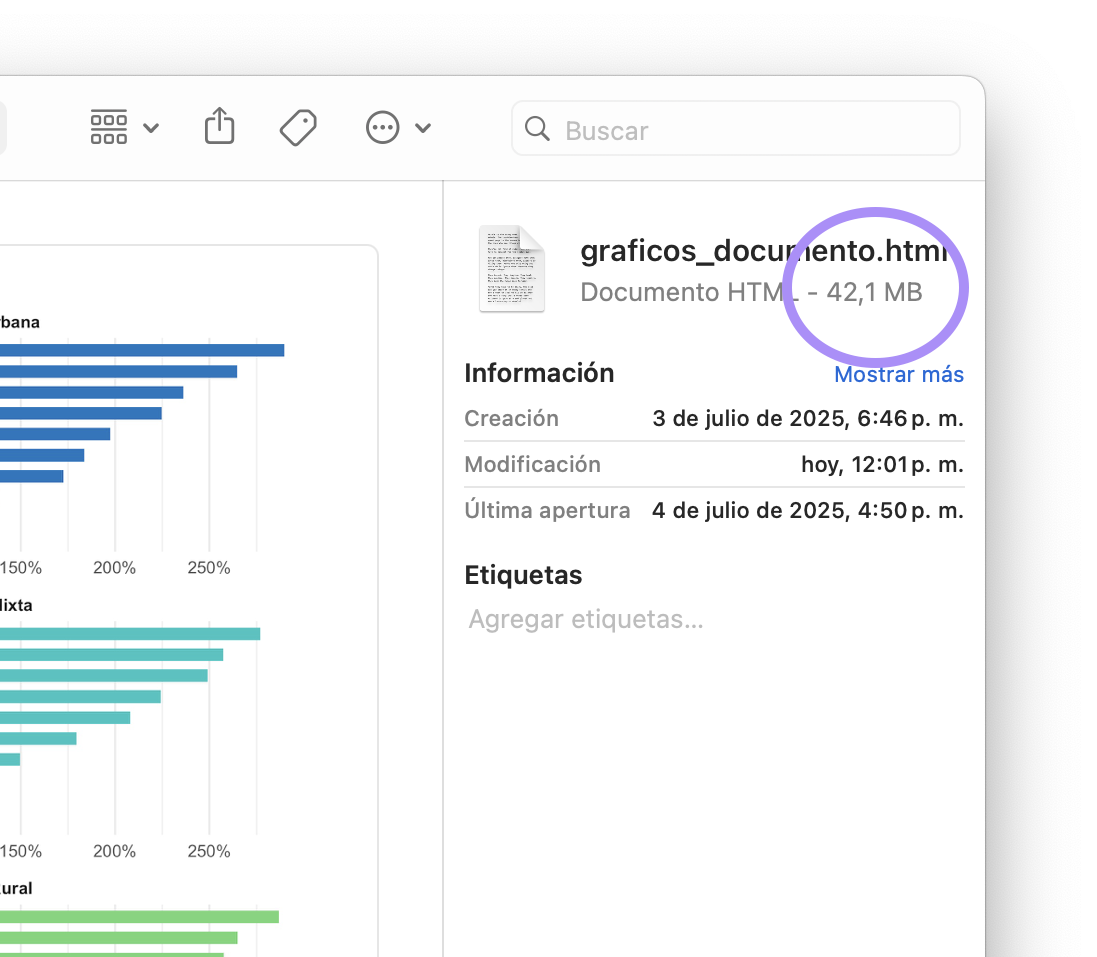 Buscar
graficos_documento.html
Documento HTML - 42,1 MB
Información
Mostrar más
Creación
3 de julio de 2025, 6:46 p. m.
Modificación
hoy, 12:01 p. m.
Última apertura
4 de julio de 2025, 4:50 p. m.
Etiquetas
Agregar etiquetas...
bana
150% 200% 250%
ixta
150% 200% 250%
ural